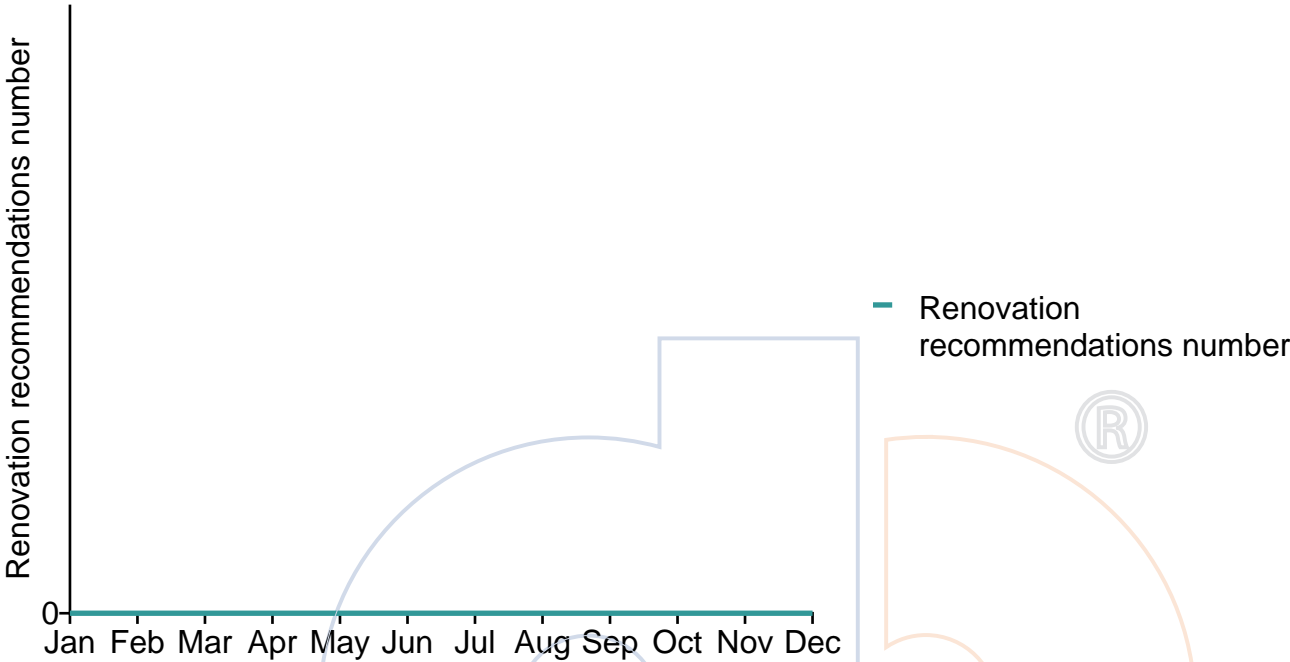 Renovation recommendations number
Renovation
recommendations number
®
0
Jan Feb Mar Apr May Jun Jul Aug Sep Oct Nov Dec